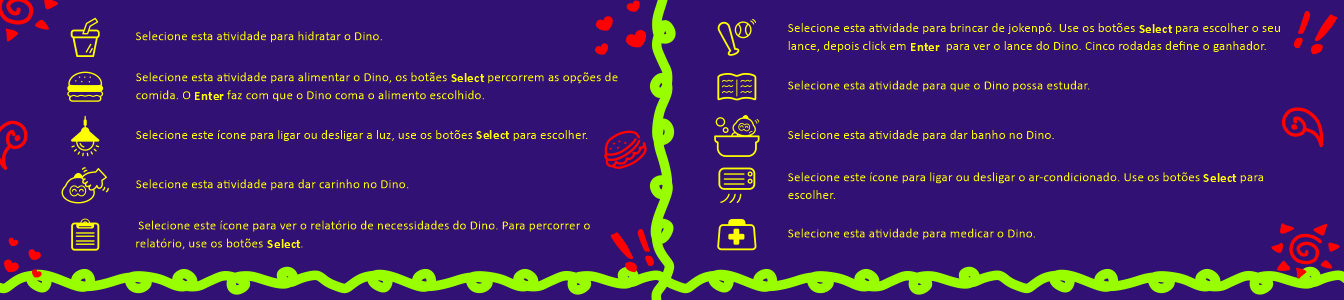 Selecione esta atividade para hidratar o Dino.
Selecione esta atividade para alimentar o Dino, os botães Select percorrem as opções de
comida. O Enter faz com que o Dino coma o alimento escolhido.
Selecione este ícone para ligar ou desligar a luz, use os botões Select para escolher.
Selecione esta atividade para dar carinho no Dino.
Selecione este ícone para ver o relatório de necessidades do Dino. Para percorrer o
relatório, use os botões Select.
Selecione esta atividade para brincar de jokenpô. Use os botões Select para escolher o seu
lance, depois click em Enter para ver o lance do Dino. Cinco rodadas define o ganhador.
Selecione esta atividade para que o Dino possa estudar.
Selecione esta atividade para dar banho no Dino.
Selecione este ícone para ligar ou desligar o ar-condicionado. Use os botões Select para
escolher.
Selecione esta atividade para medicar o Dino.